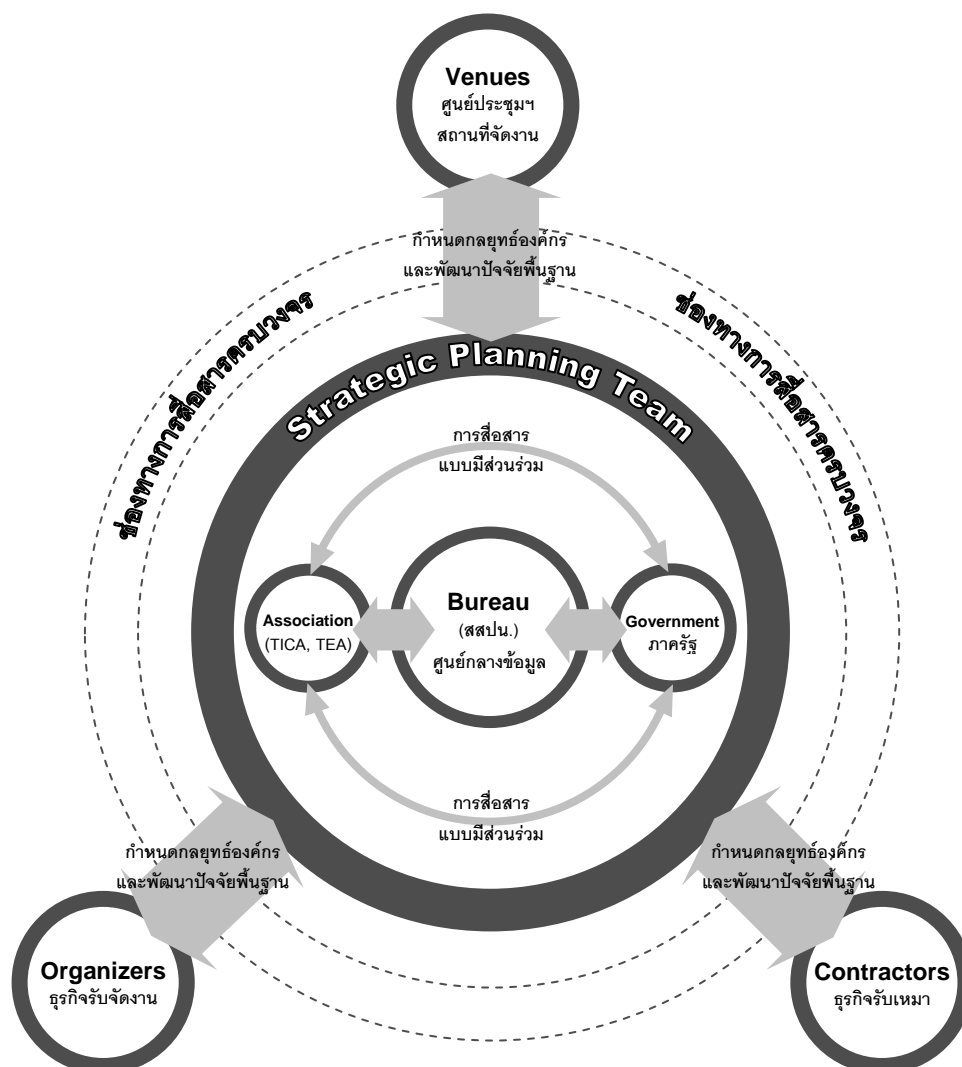 Venues
ศูนย์ประชุมฯ
สถานที่จัดงาน
กำหนดกลยุทธ์องค์กร
และพัฒนาปัจจัยพื้นฐาน
ช่องทางการสื่อสารครบวงจร
ช่องทางการสื่อสารครบวงจร
Strategic Planning Team
การสื่อสาร
แบบมีส่วนร่วม
Association
(TICA, TEA)
Bureau
(สสปน.)
ศูนย์กลางข้อมูล
Government
ภาครัฐ
การสื่อสาร
แบบมีส่วนร่วม
กำหนดกลยุทธ์องค์กร
และพัฒนาปัจจัยพื้นฐาน
กำหนดกลยุทธ์องค์กร
และพัฒนาปัจจัยพื้นฐาน
Organizers
ธุรกิจรับจัดงาน
Contractors
ธุรกิจรับเหมา